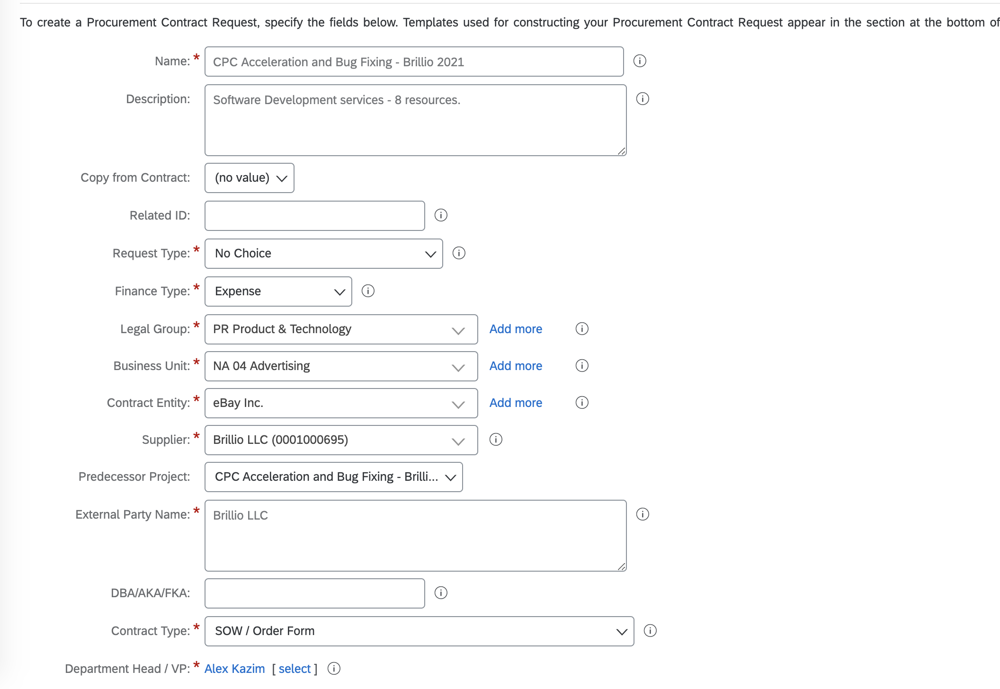 To create a Procurement Contract Request, specify the fields below. Templates used for constructing your Procurement Contract Request appear in the section at the bottom of
Name: * CPC Acceleration and Bug Fixing - Brillio 2021
Description: Software Development services - 8 resources.
Copy from Contract: (no value)
Related ID:
Request Type: * No Choice
Finance Type: * Expense
Legal Group: * PR Product & Technology Add more
Business Unit: * NA 04 Advertising Add more
Contract Entity: * eBay Inc. Add more
Supplier: * Brillio LLC (0001000695)
Predecessor Project: CPC Acceleration and Bug Fixing - Brilli...
External Party Name: * Brillio LLC
DBA/AKA/FKA:
Contract Type: * SOW / Order Form
Department Head / VP: * Alex Kazim [ select ]